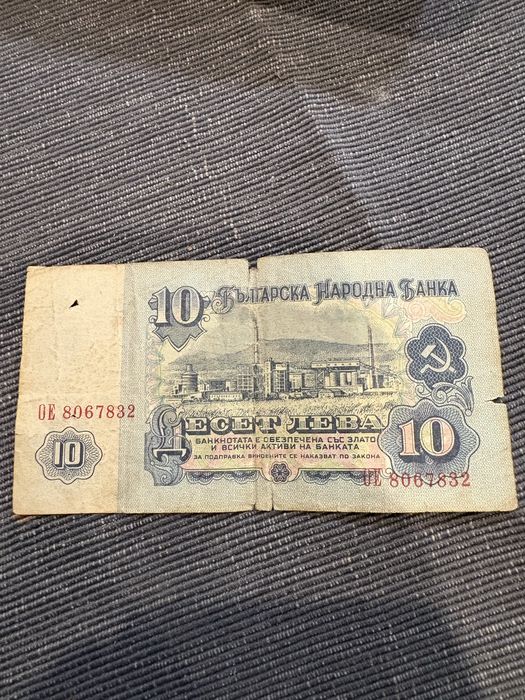 10 БЪЛГАРСКА НАРОДНА БАНКА
ОЕ 8067832
ДЕСЕТ ЛЕВА
БАНКНОТАТА Е ОБЕЗПЕЧЕНА СЪС ЗЛАТО
И ВСИЧКИ АКТИВИ НА БАНКАТА
ЗА ПОДПРАВКА ВИНОВНИТЕ СЕ НАКАЗВАТ ПО ЗАКОНА
10
10
ОЕ 8067832